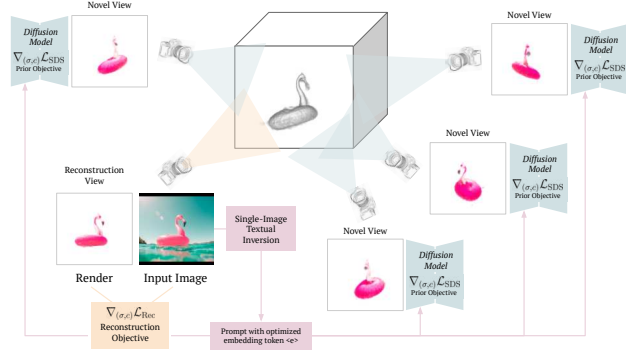 Novel View
Diffusion
Model
∇(σ,c)ℒSDS
Prior Objective
Novel View
Diffusion
Model
∇(σ,c)ℒSDS
Prior Objective
Reconstruction
View
Render
Input Image
Single-Image
Textual
Inversion
Novel View
Diffusion
Model
∇(σ,c)ℒSDS
Prior Objective
Novel View
Diffusion
Model
∇(σ,c)ℒSDS
Prior Objective
∇(σ,c)ℒRec
Reconstruction
Objective
Prompt with optimized
embedding token <e>